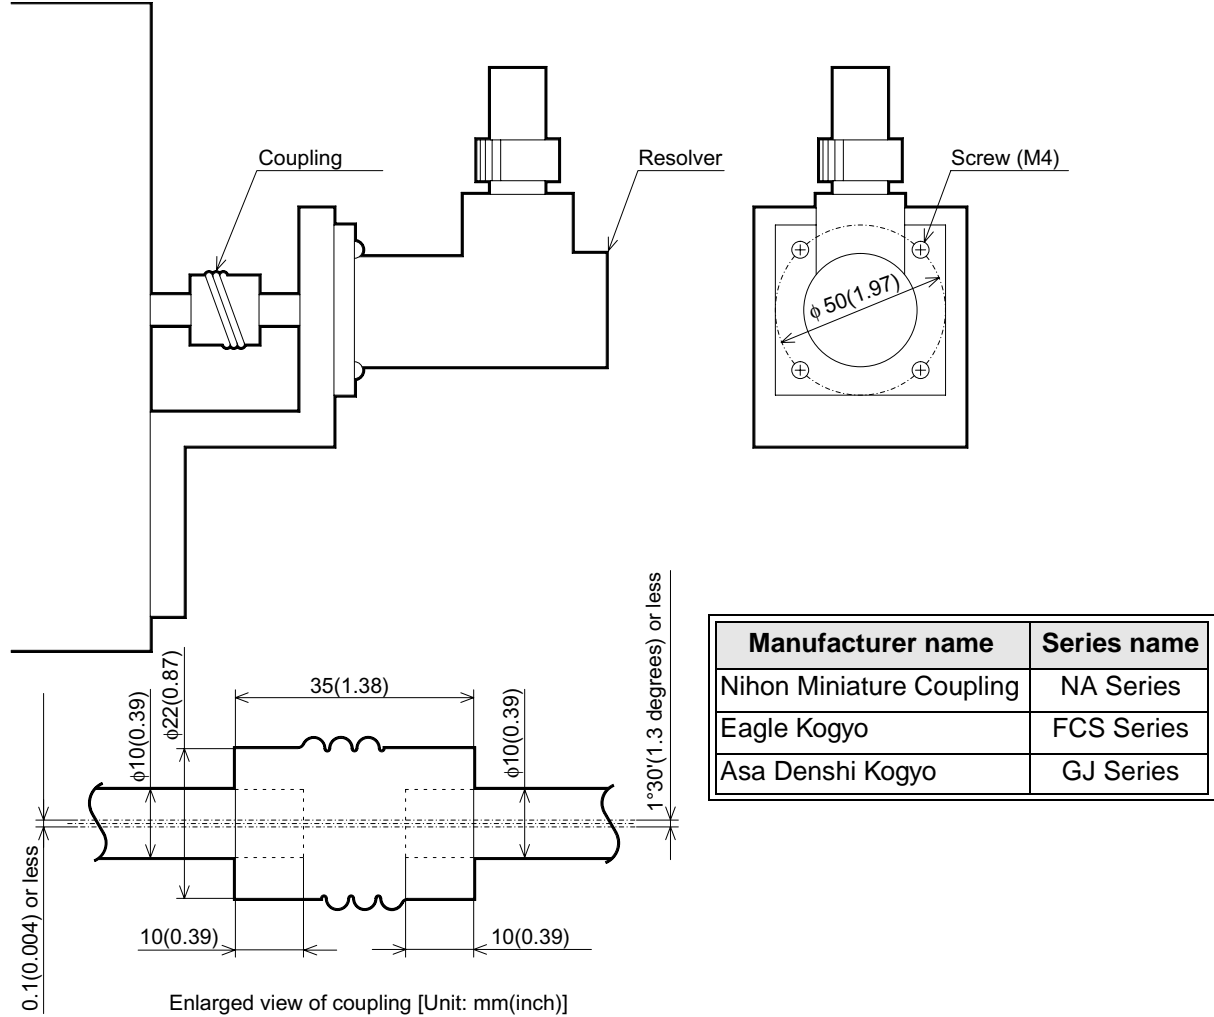 Coupling
Resolver
Screw (M4)
ϕ 50(1.97)
1°30'(1.3 degrees) or less
Manufacturer name Series name
Nihon Miniature Coupling NA Series
Eagle Kogyo FCS Series
Asa Denshi Kogyo GJ Series
35(1.38)
ϕ10(0.39)
ϕ22(0.87)
ϕ10(0.39)
0.1(0.004) or less
10(0.39)
10(0.39)
Enlarged view of coupling [Unit: mm(inch)]